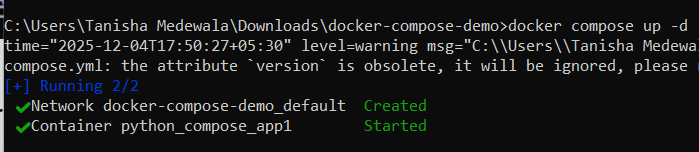 C:\Users\Tanisha Medewala\Downloads\docker-compose-demo>docker compose up -d
time="2025-12-04T17:50:27+05:30" level=warning msg="C:\\Users\\Tanisha Medewa
compose.yml: the attribute `version` is obsolete, it will be ignored, please
[+] Running 2/2
✔Network docker-compose-demo_default Created
✔Container python_compose_app1 Started